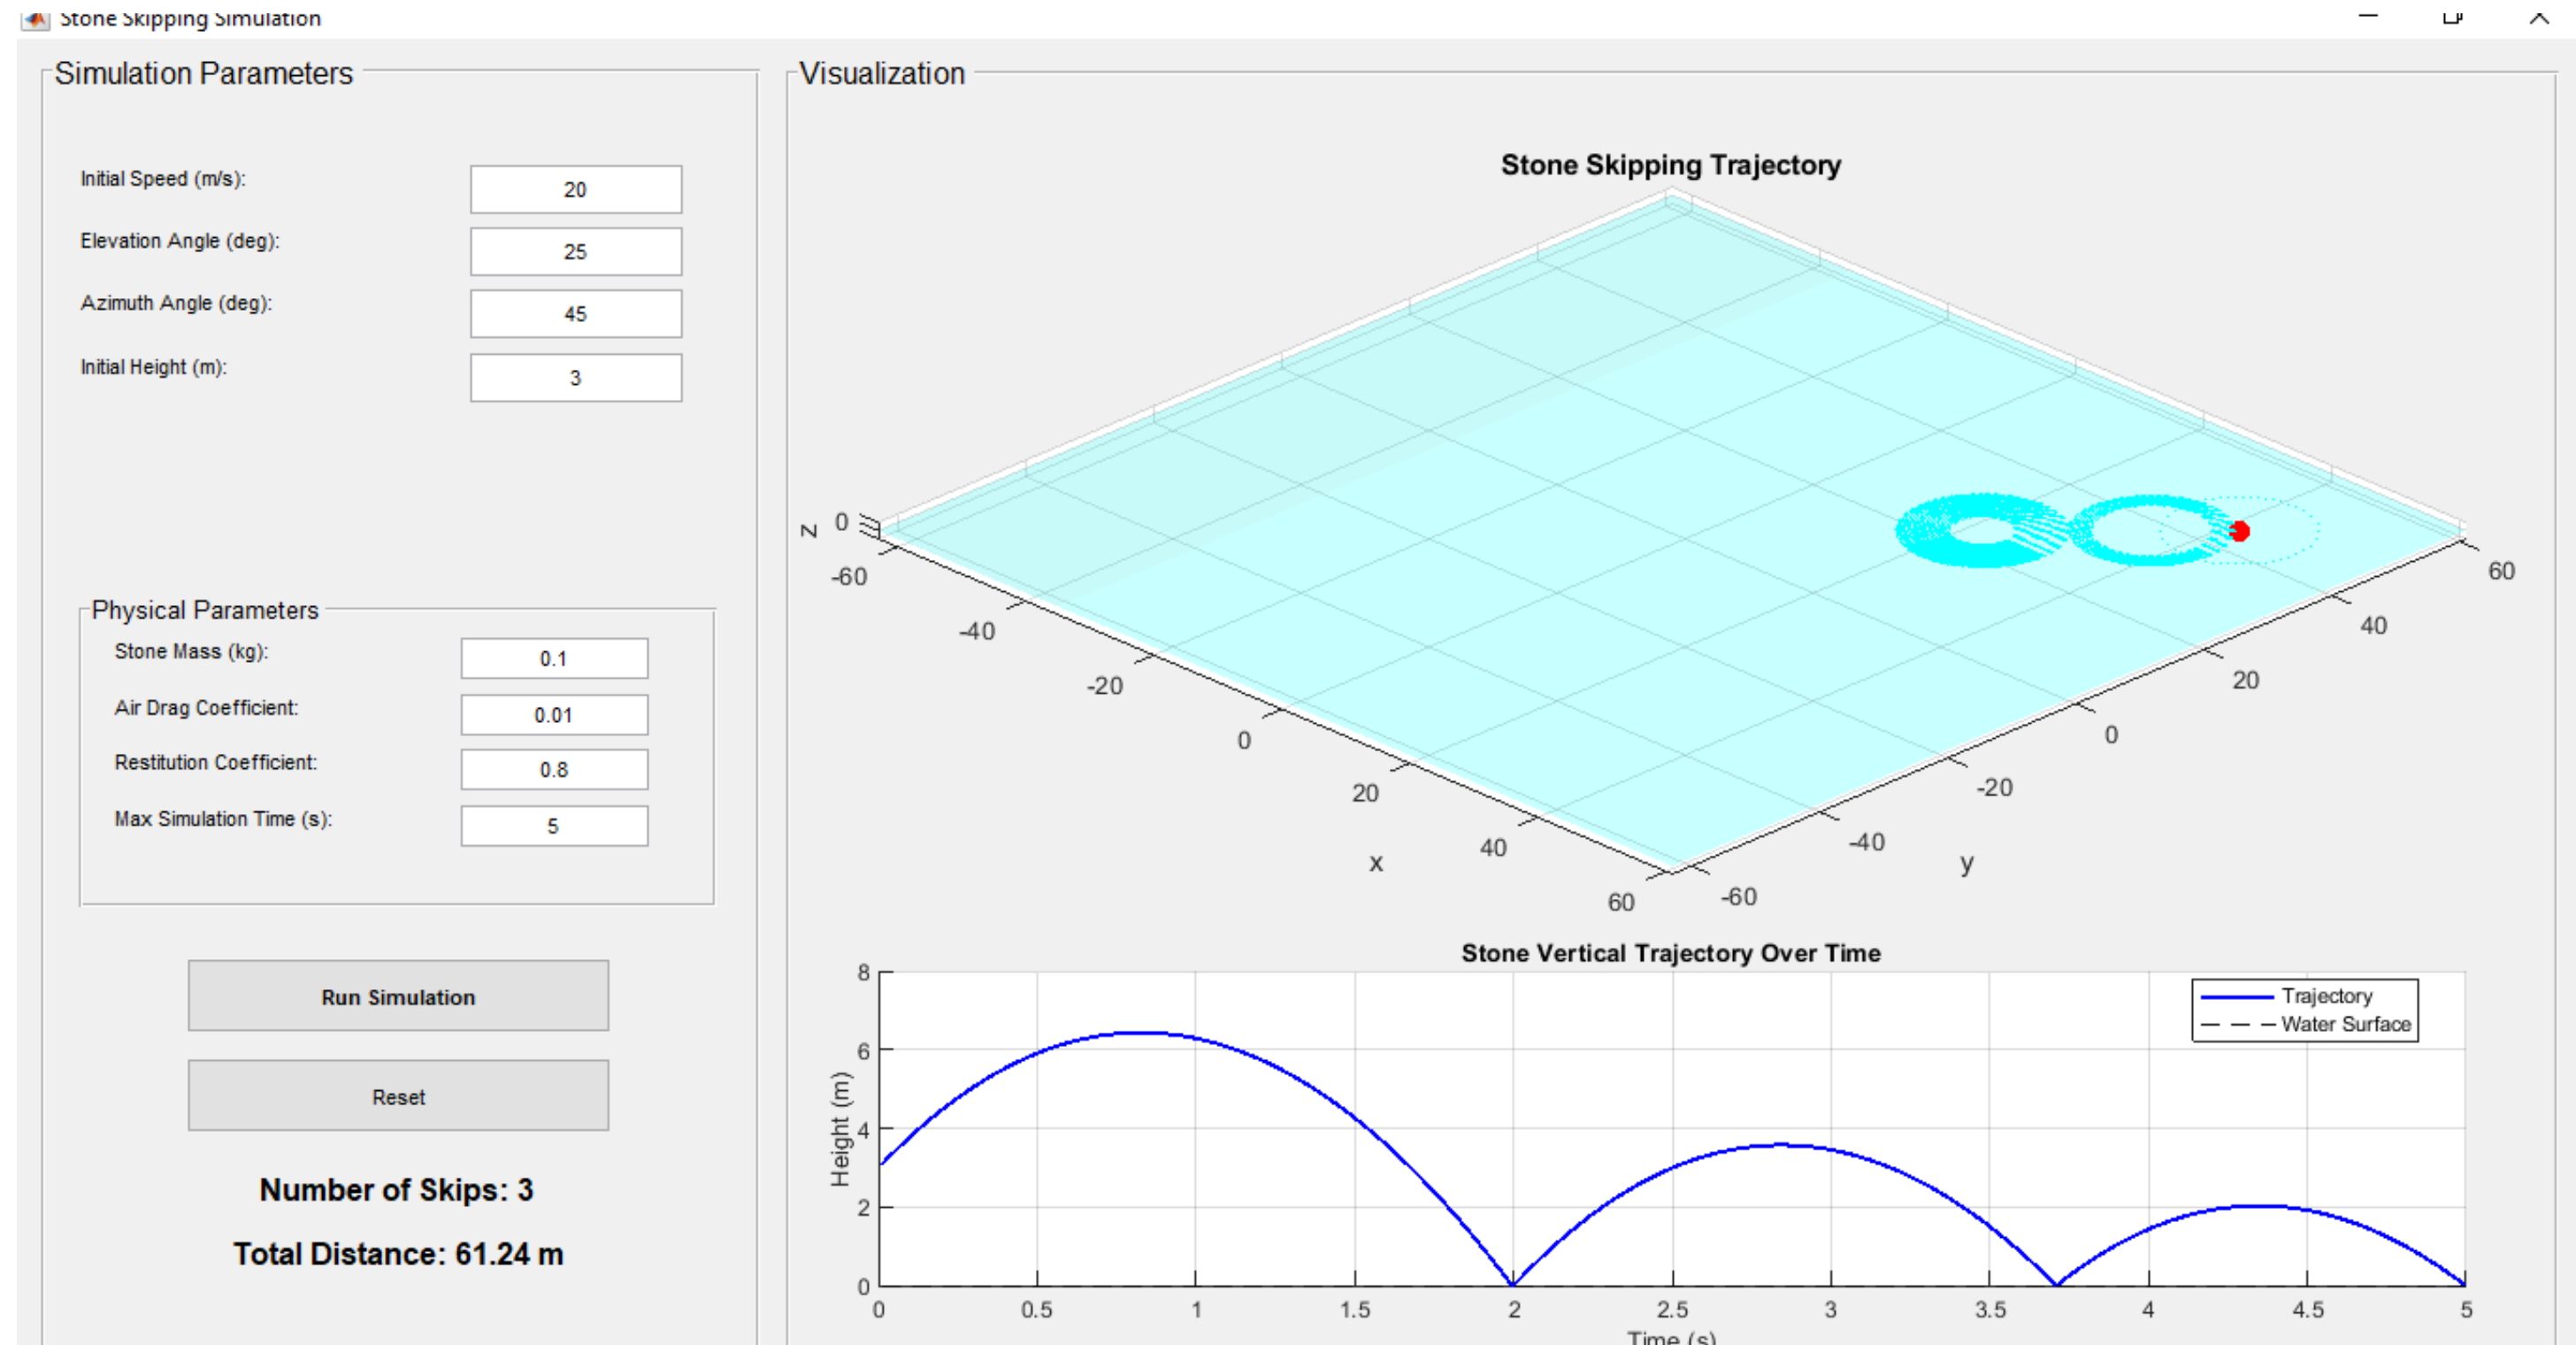 Stone Skipping Simulation
Simulation Parameters
Initial Speed (m/s): 20
Elevation Angle (deg): 25
Azimuth Angle (deg): 45
Initial Height (m): 3
Physical Parameters
Stone Mass (kg): 0.1
Air Drag Coefficient: 0.01
Restitution Coefficient: 0.8
Max Simulation Time (s): 5
Run Simulation
Reset
Number of Skips: 3
Total Distance: 61.24 m
Visualization
Stone Skipping Trajectory
z
0
-60
-40
-20
0
20
40
60
x
-60
-40
-20
0
20
40
60
y
Stone Vertical Trajectory Over Time
Trajectory
Water Surface
Height (m)
8
6
4
2
0
0 0.5 1 1.5 2 2.5 3 3.5 4 4.5 5
Time (s)